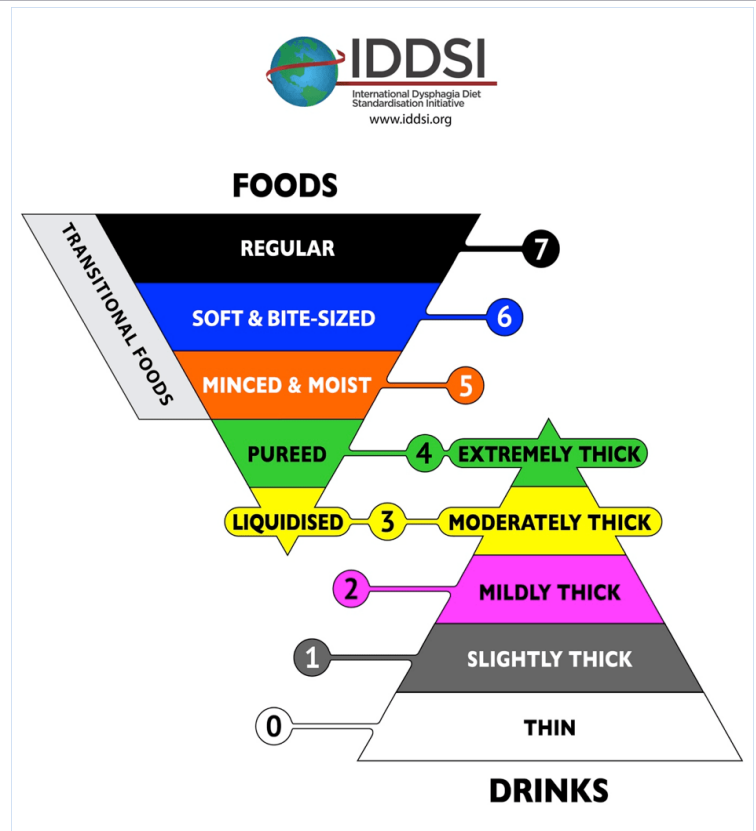 IDDSI
International Dysphagia Diet
Standardisation Initiative
www.iddsi.org
FOODS
TRANSITIONAL FOODS
REGULAR
7
SOFT & BITE-SIZED
6
MINCED & MOIST
5
PUREED
4
EXTREMELY THICK
LIQUIDISED
3
MODERATELY THICK
2
MILDLY THICK
1
SLIGHTLY THICK
0
THIN
DRINKS